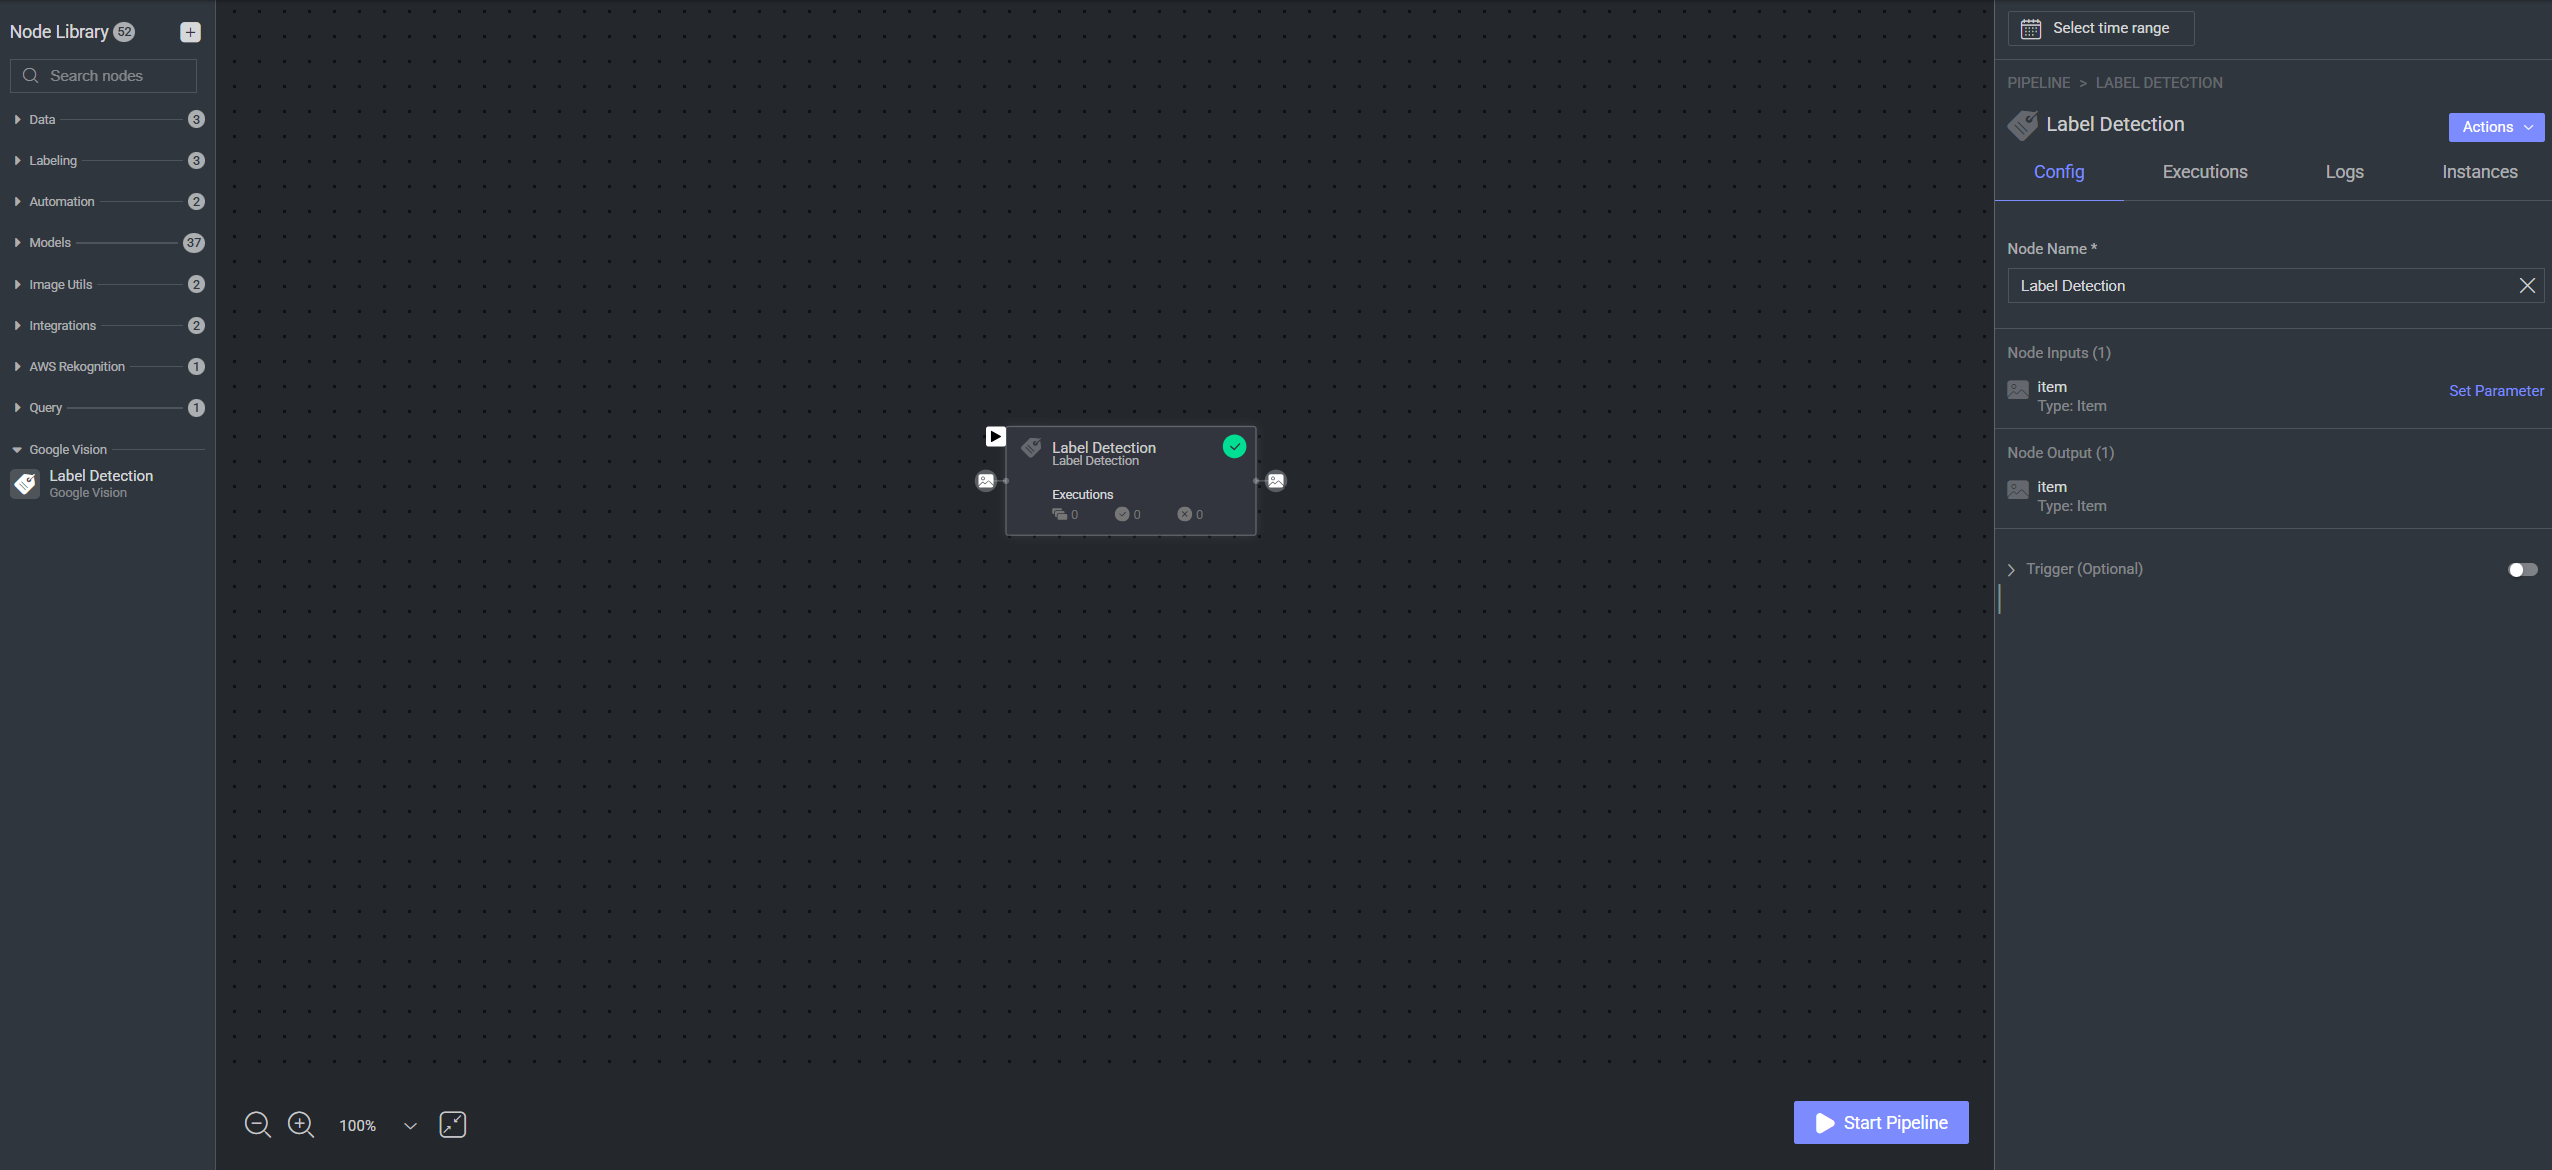 Node Library 52
Search nodes
Data 3
Labeling 3
Automation 2
Models 37
Image Utils 2
Integrations 2
AWS Rekognition 1
Query 1
Google Vision
Label Detection
Google Vision
Label Detection
Label Detection
Executions
0 0 0
100%
Start Pipeline
Select time range
PIPELINE > LABEL DETECTION
Label Detection
Actions
Config Executions Logs Instances
Node Name *
Label Detection
Node Inputs (1)
item
Type: Item
Set Parameter
Node Output (1)
item
Type: Item
Trigger (Optional)